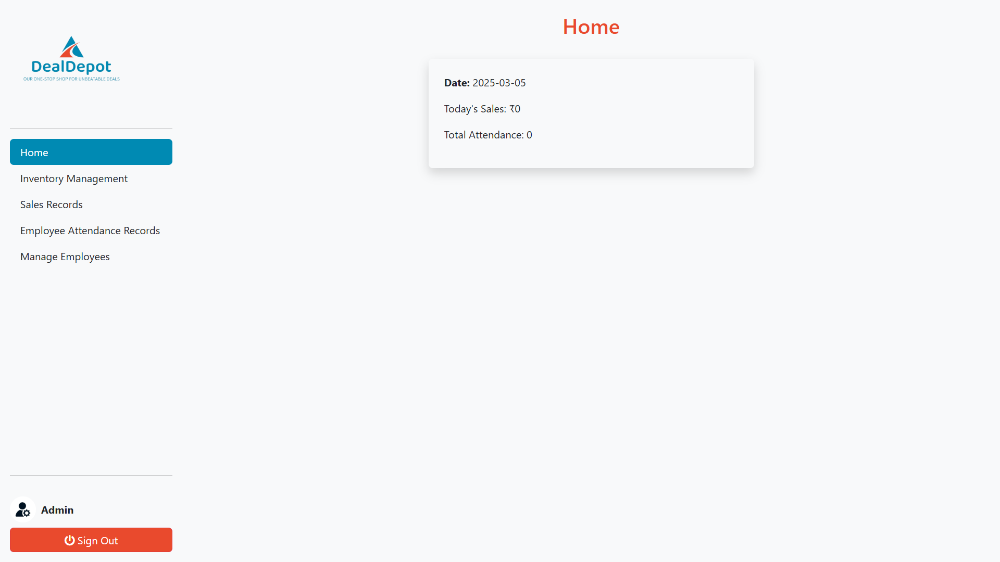 DealDepot
OUR ONE-STOP SHOP FOR UNBEATABLE DEALS
Home
Inventory Management
Sales Records
Employee Attendance Records
Manage Employees
Admin
Sign Out
Home
Date: 2025-03-05
Today's Sales: ₹0
Total Attendance: 0